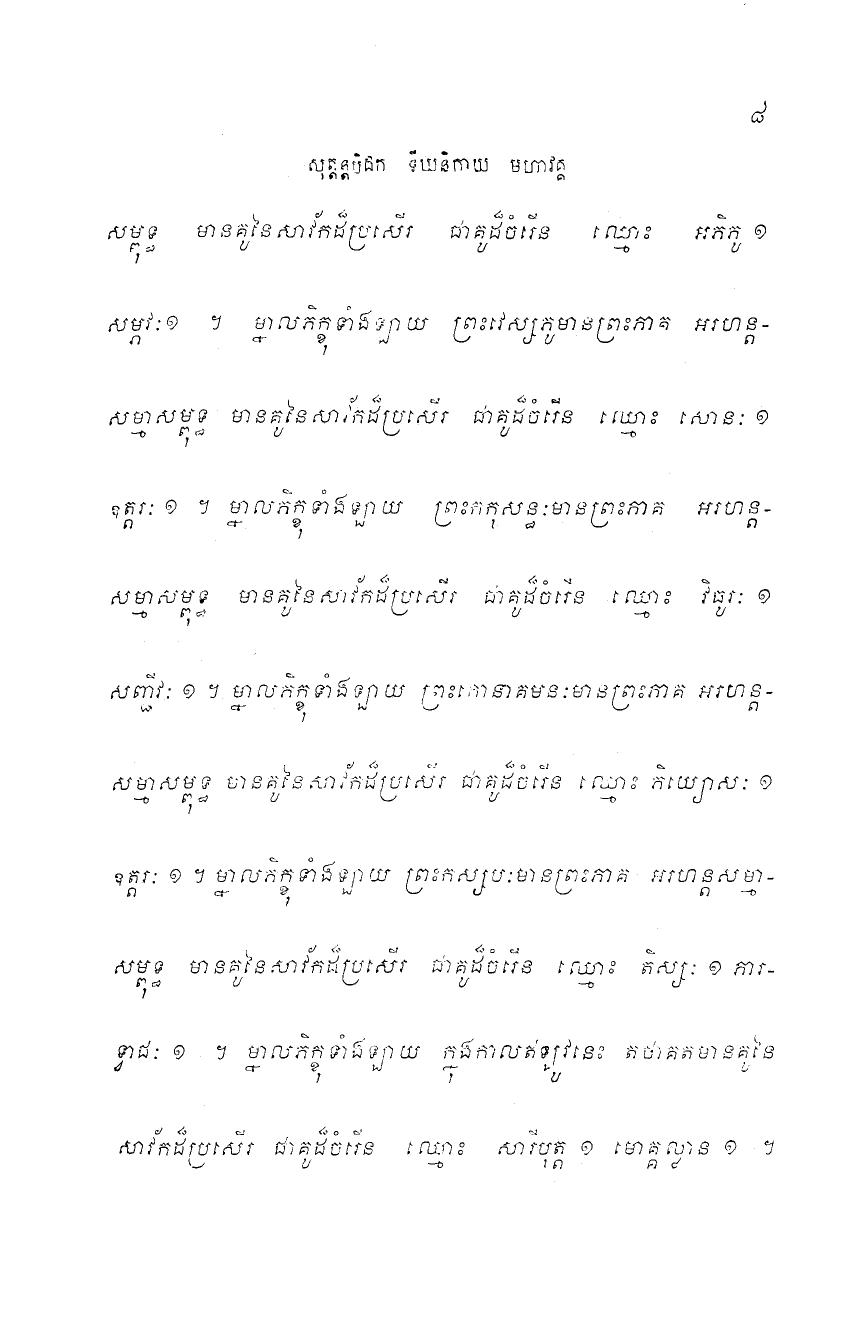 ៨
សុត្តន្តបិដក ទីឃនិកាយ មហាវគ្គ
សម្ពុទ្ធ មានគូនៃសាវ័កដ៏ប្រសើរ ជាគូដ៏ចំរើន ឈ្មោះ អភិភូ ១
សម្ភវៈ ១ ។ ម្នាលភិក្ខុទាំងឡាយ ព្រះវេស្សភូមានព្រះភាគ អរហន្ត-
សម្មាសម្ពុទ្ធ មានគូនៃសាវ័កដ៏ប្រសើរ ជាគូដ៏ចំរើន ឈ្មោះ សោនៈ ១
ឧត្តរៈ ១ ។ ម្នាលភិក្ខុទាំងឡាយ ព្រះកកុសន្ធៈមានព្រះភាគ អរហន្ត-
សម្មាសម្ពុទ្ធ មានគូនៃសាវ័កដ៏ប្រសើរ ជាគូដ៏ចំរើន ឈ្មោះ វិធូរៈ ១
សញ្ជីវៈ ១ ។ ម្នាលភិក្ខុទាំងឡាយ ព្រះកោនាគមនៈមានព្រះភាគ អរហន្ត-
សម្មាសម្ពុទ្ធ មានគូនៃសាវ័កដ៏ប្រសើរ ជាគូដ៏ចំរើន ឈ្មោះ ភិយ្យោសៈ ១
ឧត្តរៈ ១ ។ ម្នាលភិក្ខុទាំងឡាយ ព្រះកស្សបៈមានព្រះភាគ អរហន្តសម្មា-
សម្ពុទ្ធ មានគូនៃសាវ័កដ៏ប្រសើរ ជាគូដ៏ចំរើន ឈ្មោះ តិស្សៈ ១ ភារ-
ទ្វាជៈ ១ ។ ម្នាលភិក្ខុទាំងឡាយ ក្នុងកាលឥឡូវនេះ តថាគតមានគូនៃ
សាវ័កដ៏ប្រសើរ ជាគូដ៏ចំរើន ឈ្មោះ សារីបុត្ត ១ មោគ្គល្លាន ១ ។